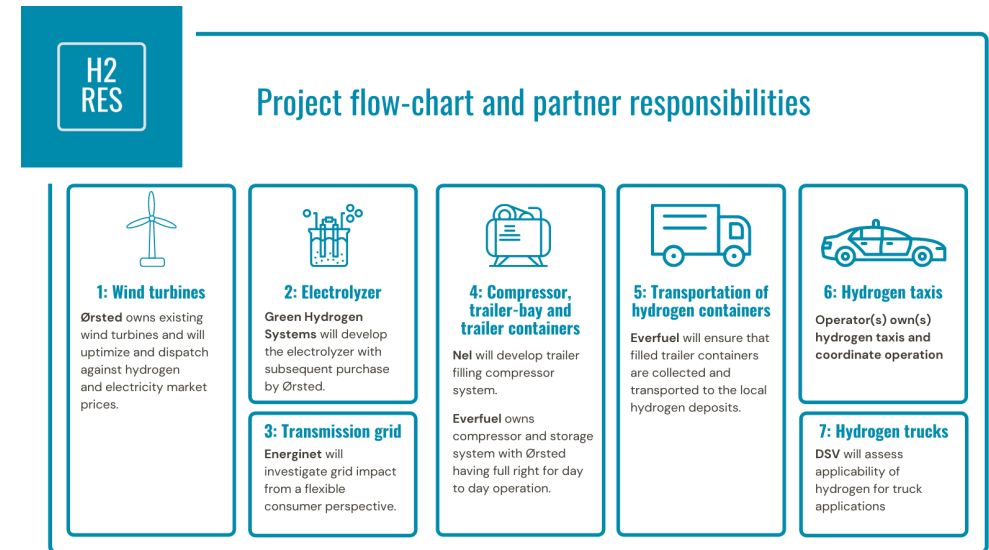 H2
RES
Project flow-chart and partner responsibilities
1: Wind turbines
Ørsted owns existing
wind turbines and will
uptimize and dispatch
against hydrogen
and electricity market
prices.
2: Electrolyzer
Green Hydrogen
Systems will develop
the electrolyzer with
subsequent purchase
by Ørsted.
3: Transmission grid
Energinet will
investigate grid impact
from a flexible
consumer perspective.
4: Compressor,
trailer-bay and
trailer containers
Nel will develop trailer
filling compressor
system.
Everfuel owns
compressor and storage
system with Ørsted
having full right for day
to day operation.
5: Transportation of
hydrogen containers
Everfuel will ensure that
filled trailer containers
are collected and
transported to the local
hydrogen deposits.
6: Hydrogen taxis
Operator(s) own(s)
hydrogen taxis and
coordinate operation
7: Hydrogen trucks
DSV will assess
applicability of
hydrogen for truck
applications